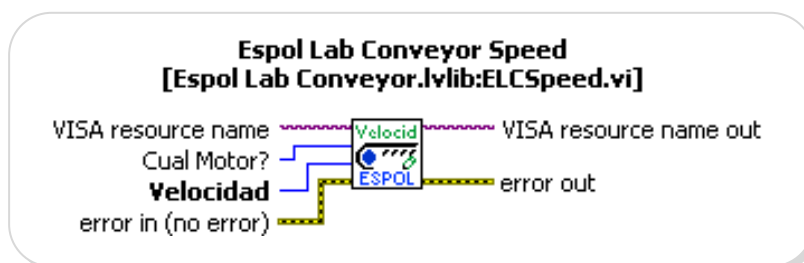 Espol Lab Conveyor Speed
[Espol Lab Conveyor.lvlib:ELCSpeed.vi]
VISA resource name
Velocid
VISA resource name out
Cual Motor?
Velocidad
ESPOL
error out
error in (no error)